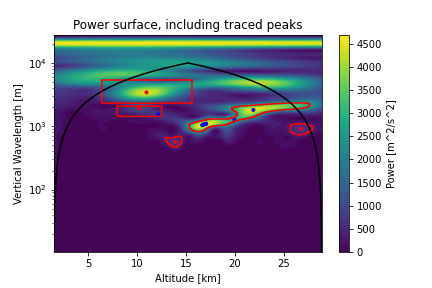 Power surface, including traced peaks
10^4
10^3
10^2
Vertical Wavelength [m]
5 10 15 20 25
Altitude [km]
4500
4000
3500
3000
2500
2000
1500
1000
500
0
Power [m^2/s^2]